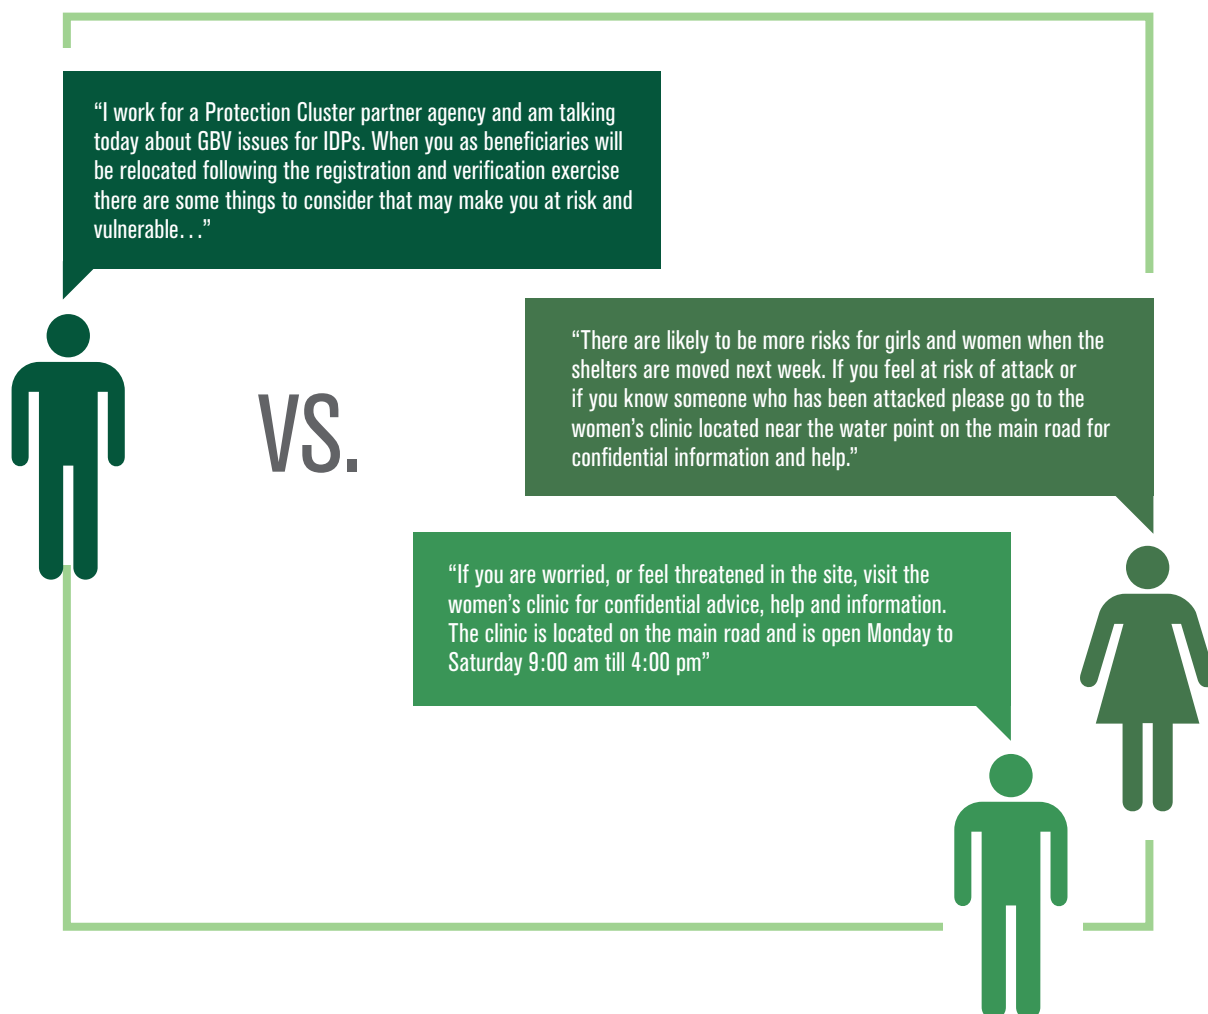 “I work for a Protection Cluster partner agency and am talking
today about GBV issues for IDPs. When you as beneficiaries will
be relocated following the registration and verification exercise
there are some things to consider that may make you at risk and
vulnerable…”
VS.
“There are likely to be more risks for girls and women when the
shelters are moved next week. If you feel at risk of attack or
if you know someone who has been attacked please go to the
women’s clinic located near the water point on the main road for
confidential information and help.”
“If you are worried, or feel threatened in the site, visit the
women’s clinic for confidential advice, help and information.
The clinic is located on the main road and is open Monday to
Saturday 9:00 am till 4:00 pm”